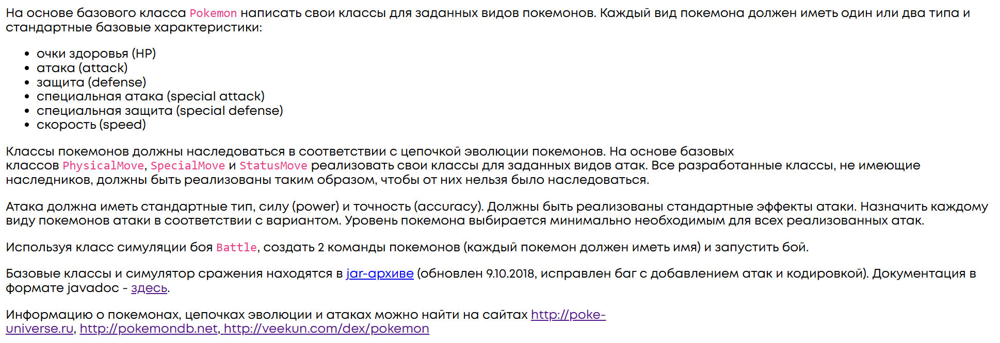 На основе базового класса Pokemon написать свои классы для заданных видов покемонов. Каждый вид покемона должен иметь один или два типа и
стандартные базовые характеристики:
• очки здоровья (HP)
• атака (attack)
• защита (defense)
• специальная атака (special attack)
• специальная защита (special defense)
• скорость (speed)
Классы покемонов должны наследоваться в соответствии с цепочкой эволюции покемонов. На основе базовых
классов PhysicalMove, SpecialMove и StatusMove реализовать свои классы для заданных видов атак. Все разработанные классы, не имеющие
наследников, должны быть реализованы таким образом, чтобы от них нельзя было наследоваться.
Атака должна иметь стандартные тип, силу (power) и точность (accuracy). Должны быть реализованы стандартные эффекты атаки. Назначить каждому
виду покемонов атаки в соответствии с вариантом. Уровень покемона выбирается минимально необходимым для всех реализованных атак.
Используя класс симуляции боя Battle, создать 2 команды покемонов (каждый покемон должен иметь имя) и запустить бой.
Базовые классы и симулятор сражения находятся в jar-архиве (обновлен 9.10.2018, исправлен баг с добавлением атак и кодировкой). Документация в
формате javadoc - здесь.
Информацию о покемонах, цепочках эволюции и атаках можно найти на сайтах http://poke-
universe.ru, http://pokemondb.net, http://veekun.com/dex/pokemon